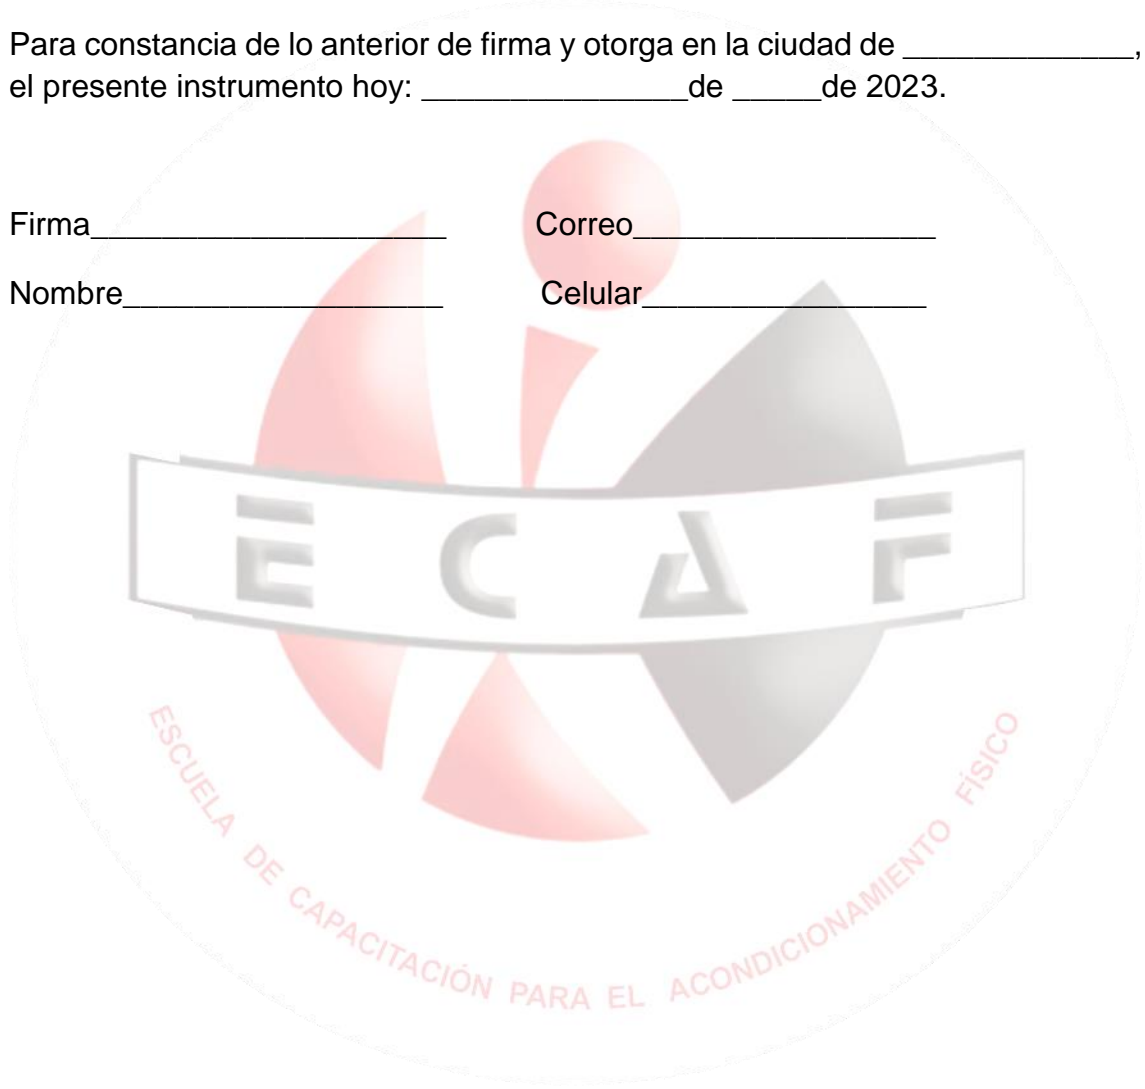 Para constancia de lo anterior de firma y otorga en la ciudad de _____________,
el presente instrumento hoy: _______________de _____de 2023.
Firma____________________ Correo_________________
Nombre__________________ Celular________________
E C A F
ESCUELA DE CAPACITACIÓN PARA EL ACONDICIONAMIENTO FÍSICO